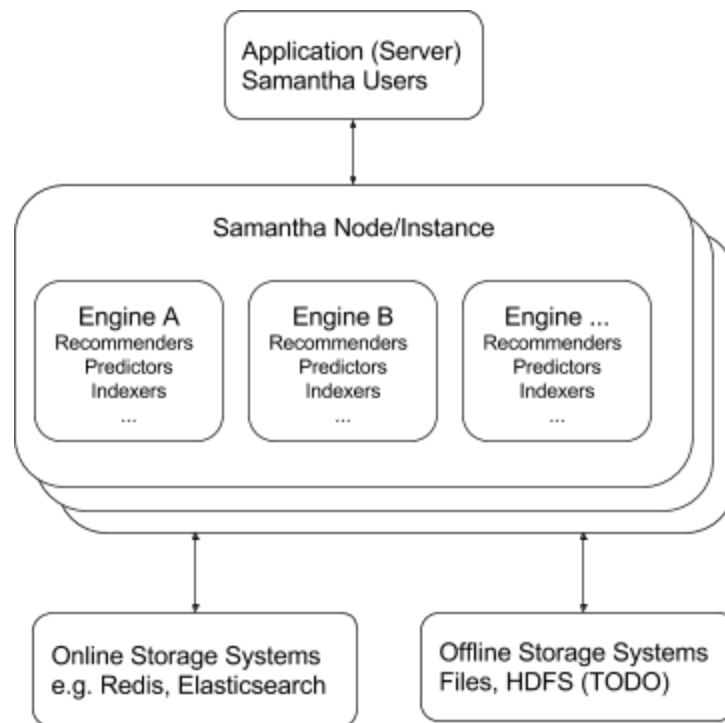 Application (Server)
Samantha Users
Samantha Node/Instance
Engine A
Recommenders
Predictors
Indexers
...
Engine B
Recommenders
Predictors
Indexers
...
Engine ...
Recommenders
Predictors
Indexers
...
Online Storage Systems
e.g. Redis, Elasticsearch
Offline Storage Systems
Files, HDFS (TODO)